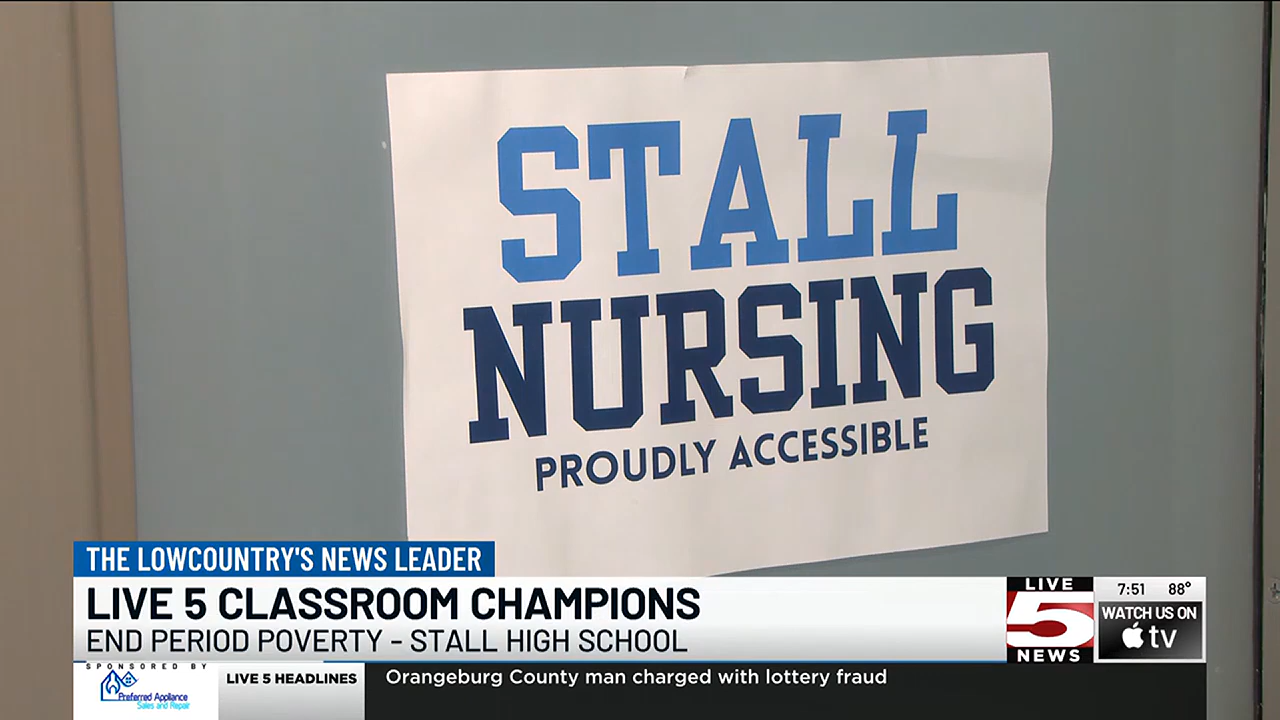 STALL
NURSING
PROUDLY ACCESSIBLE
THE LOWCOUNTRY'S NEWS LEADER
LIVE 5 CLASSROOM CHAMPIONS
END PERIOD POVERTY - STALL HIGH SCHOOL
LIVE
5
NEWS
7:51 88°
WATCH US ON
tv
SPONSORED BY
Preferred Appliance
Sales and Repair
LIVE 5 HEADLINES
Orangeburg County man charged with lottery fraud